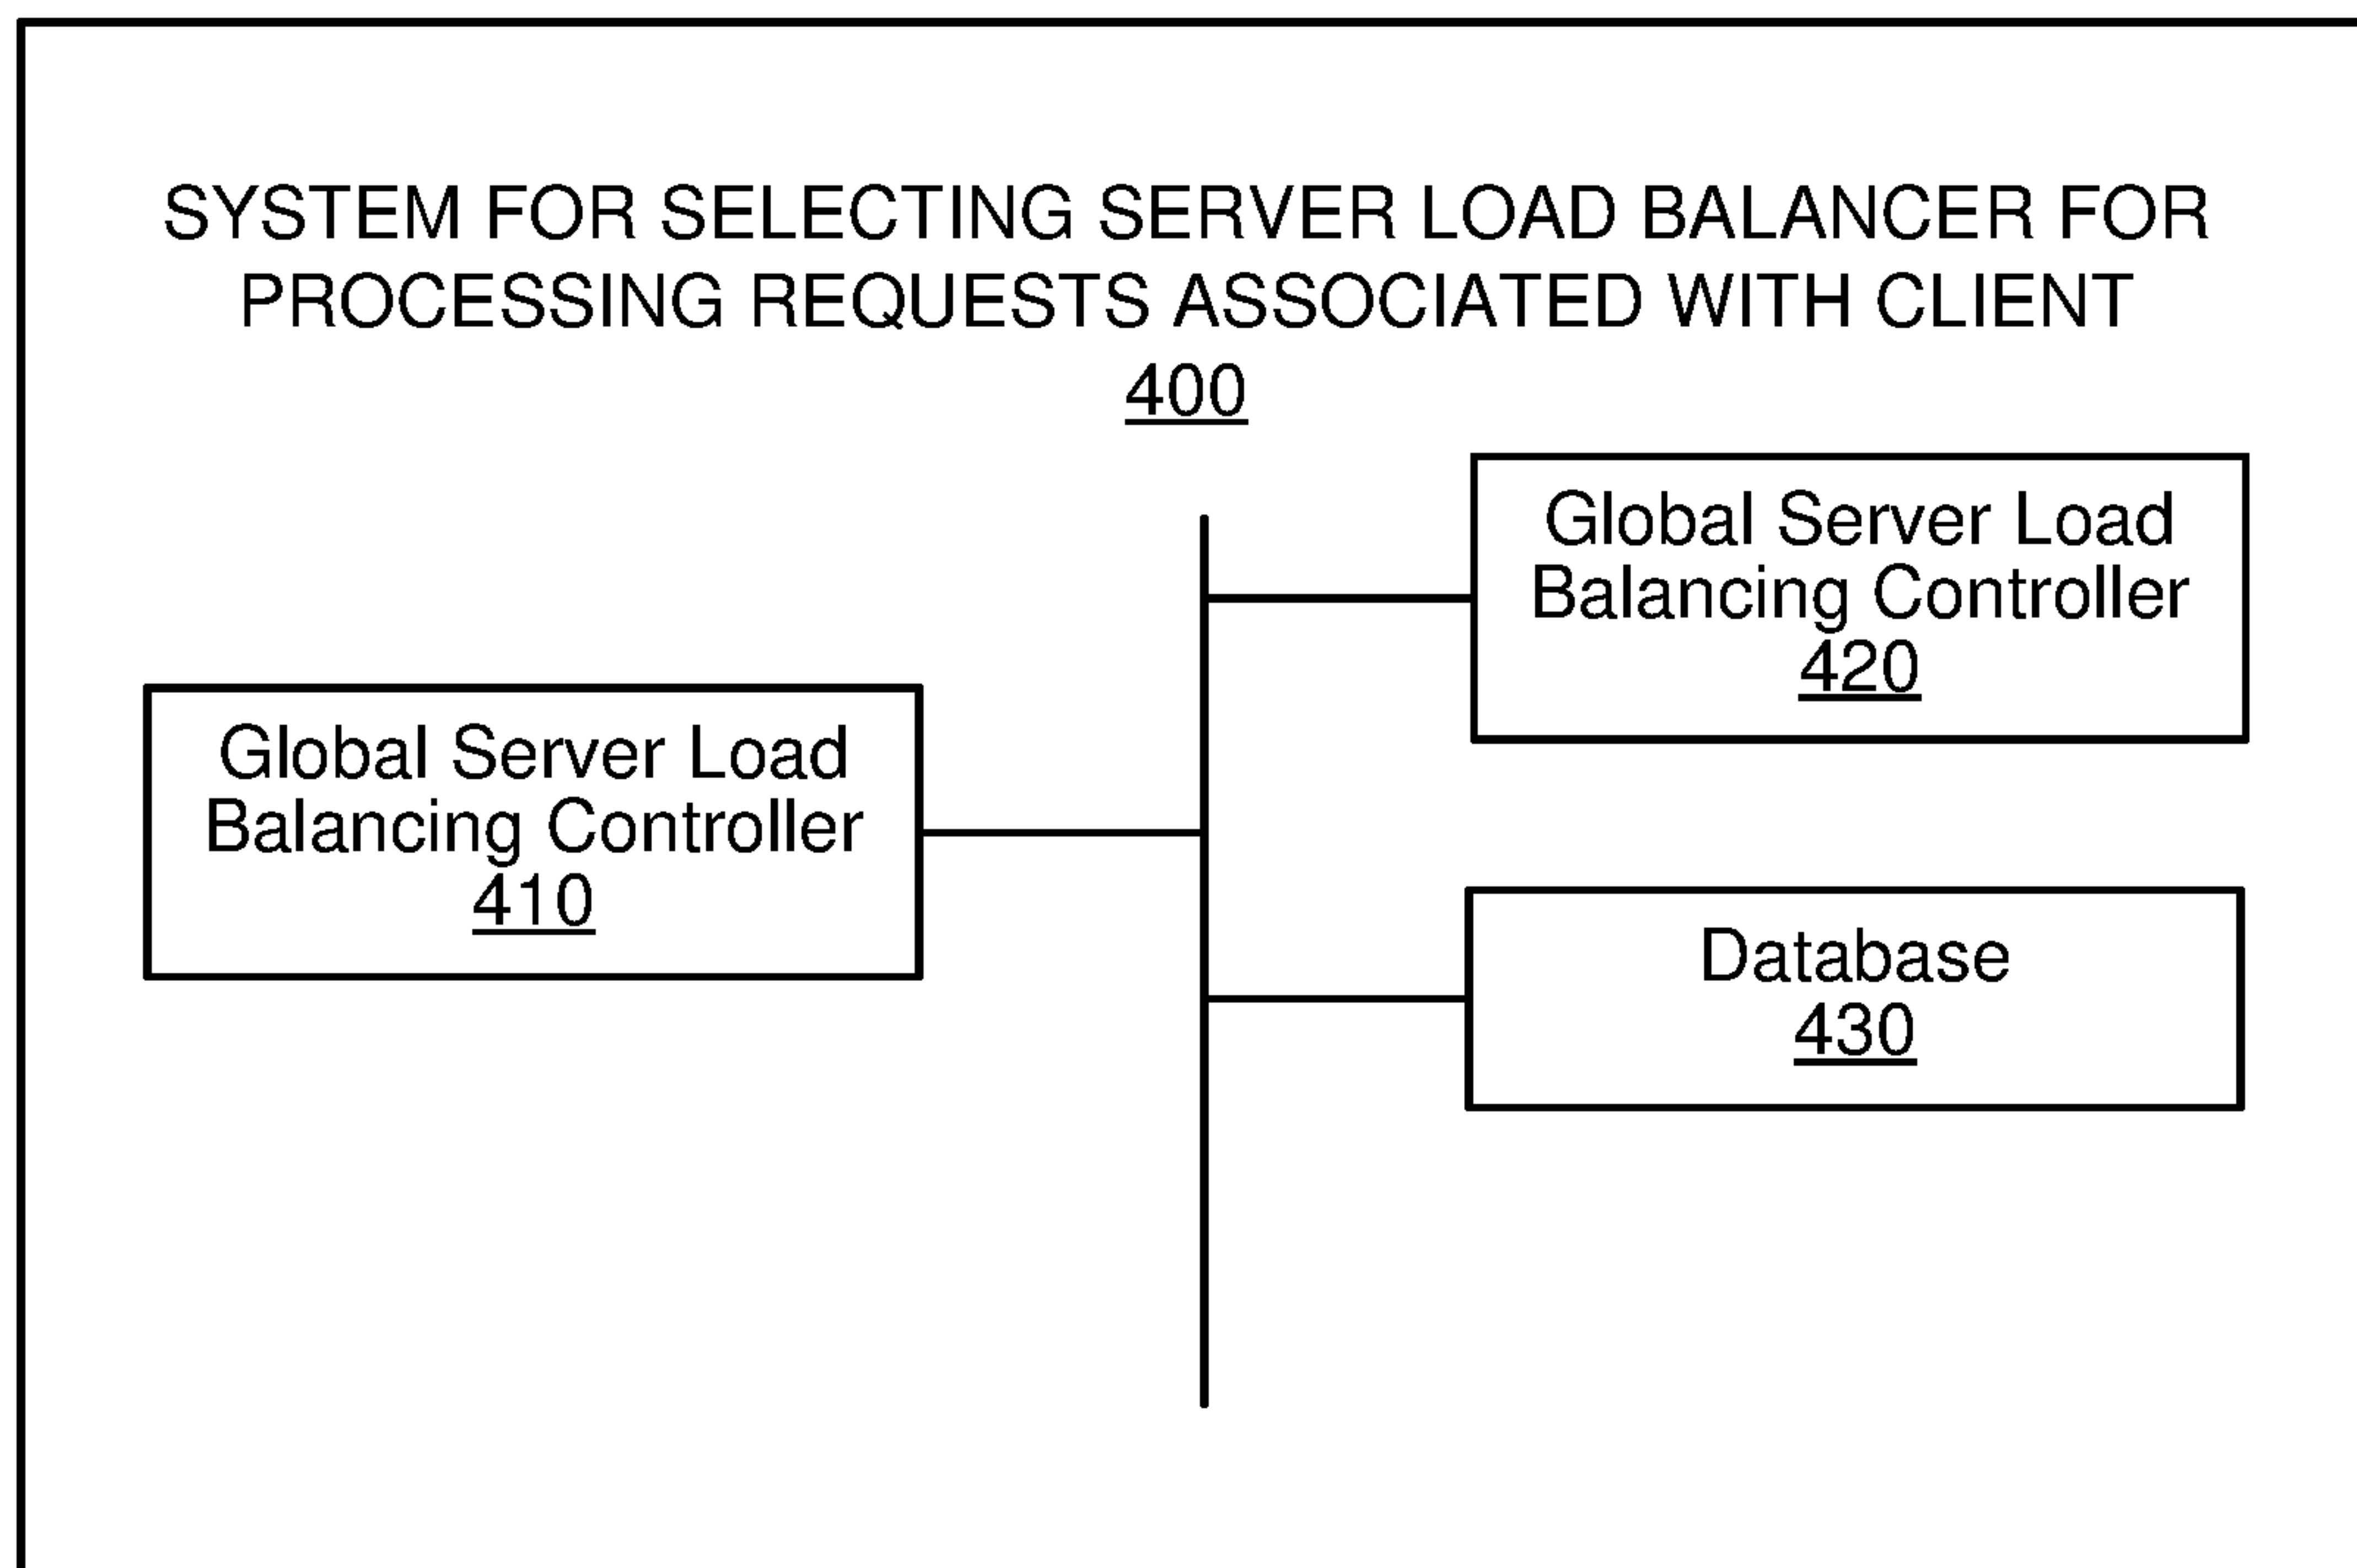 SYSTEM FOR SELECTING SERVER LOAD BALANCER FOR
PROCESSING REQUESTS ASSOCIATED WITH CLIENT
400
Global Server Load
Balancing Controller
420
Global Server Load
Balancing Controller
410
Database
430